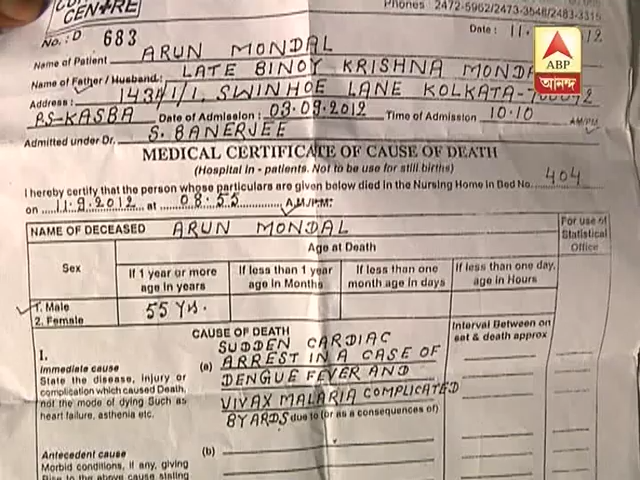 CENTRE
Phones 2472-5962/2473-3548/2483-3315
No. : D 683
Date : 11.
ABP
আনন্দ
Name of Patient ARUN MONDAL
Name of Father / Husband.: LATE BINOY KRISHNA
Address : 143/1/1, SWINHOE LANE KOLKATA-
PS-KASBA Date of Admission : 03.09.2012 Time of Admission 10.10 AM/PM
Admitted under Dr. S. BANERJEE
MEDICAL CERTIFICATE OF CAUSE OF DEATH
(Hospital in - patients. Not to be use for still births)
I hereby certify that the person whose particulars are given below died in the Nursing Home in Bed No. 404
on 11.9.2012 at 08:55 A.M./P.M.
NAME OF DECEASED ARUN MONDAL
For use of
Statistical
Office
Sex
Age at Death
If 1 year or more
age in years
If less than 1 year
age in Months
If less than one
month age in days
If less than one day,
age in Hours
1. Male
2. Female
55 Yrs.
CAUSE OF DEATH
Interval Between on
set & death approx
1.
Immediate cause
State the disease, injury or
complication which caused Death,
not the mode of dying Such as
heart failure, asthenia etc.
(a) SUDDEN CARDIAC
ARREST IN A CASE OF
DENGUE FEVER AND
VIVAX MALARIA COMPLICATED
BY ARDS due to (or as a consequences of)
Antecedent cause
Morbid conditions, if any, giving
Rise to the above cause stating
(b)